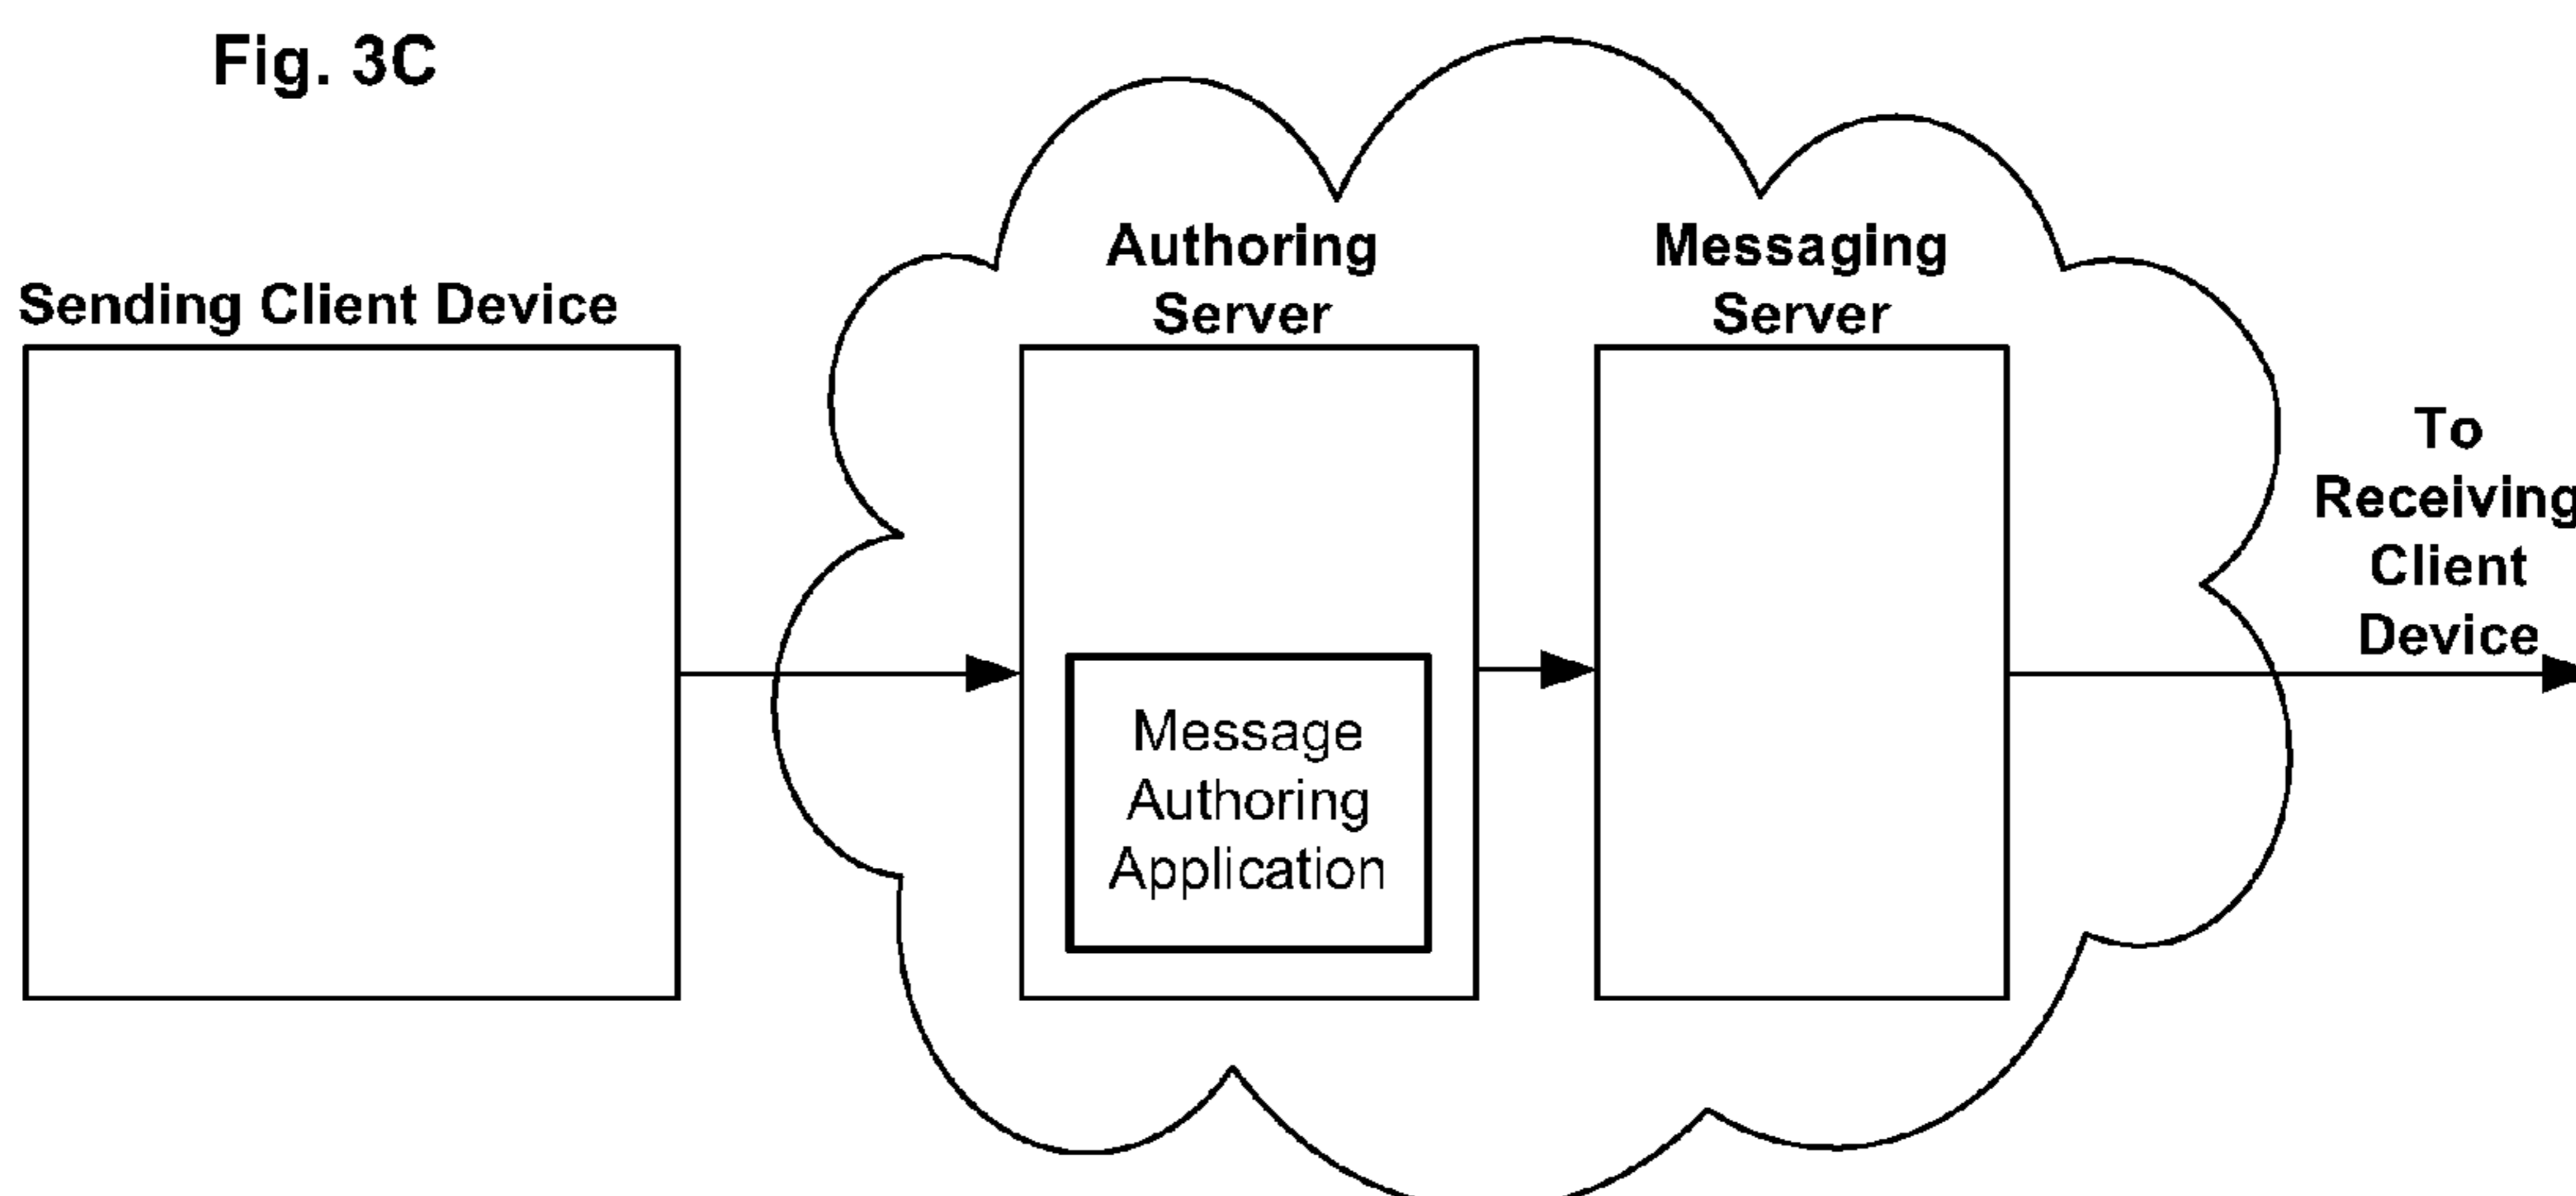 Fig. 3C
Sending Client Device
Authoring
Server
Messaging
Server
Message
Authoring
Application
To
Receiving
Client
Device